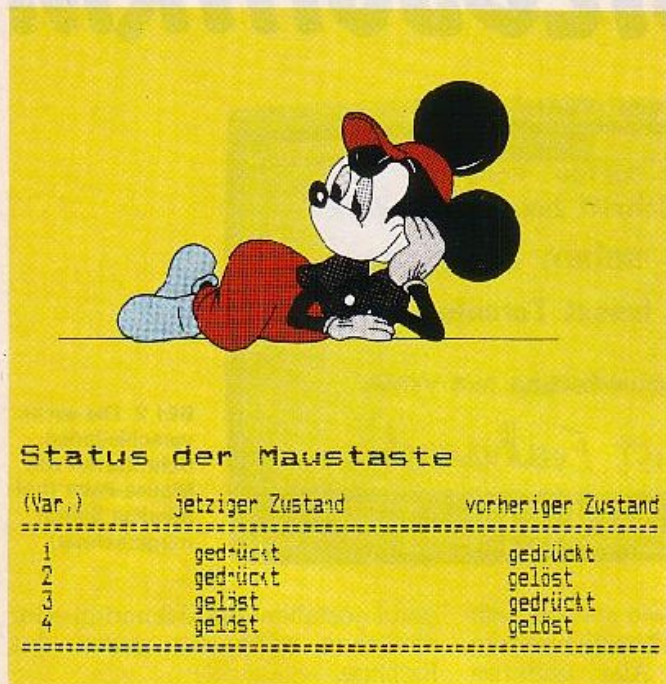 Status der Maustaste
(Var.) jetziger Zustand vorheriger Zustand
1 gedrückt gedrückt
2 gedrückt gelöst
3 gelöst gedrückt
4 gelöst gelöst